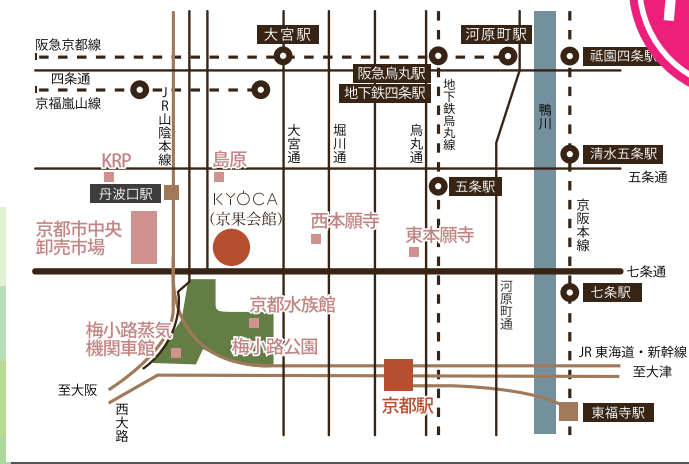 大宮駅
河原町駅
阪急京都線
祇園四条駅
四条通
阪急烏丸駅
地下鉄四条駅
京福嵐山線
JR山陰本線
大宮通
堀川通
烏丸通
地下鉄烏丸線
鴨川
清水五条駅
KRP
島原
五条通
丹波口駅
五条駅
KYOCA
(京果会館)
京都市中央
卸売市場
西本願寺
東本願寺
京阪本線
七条通
河原町通
七条駅
京都水族館
梅小路蒸気
機関車館
梅小路公園
JR 東海道・新幹線
至大津
至大阪
西大路
京都駅
東福寺駅